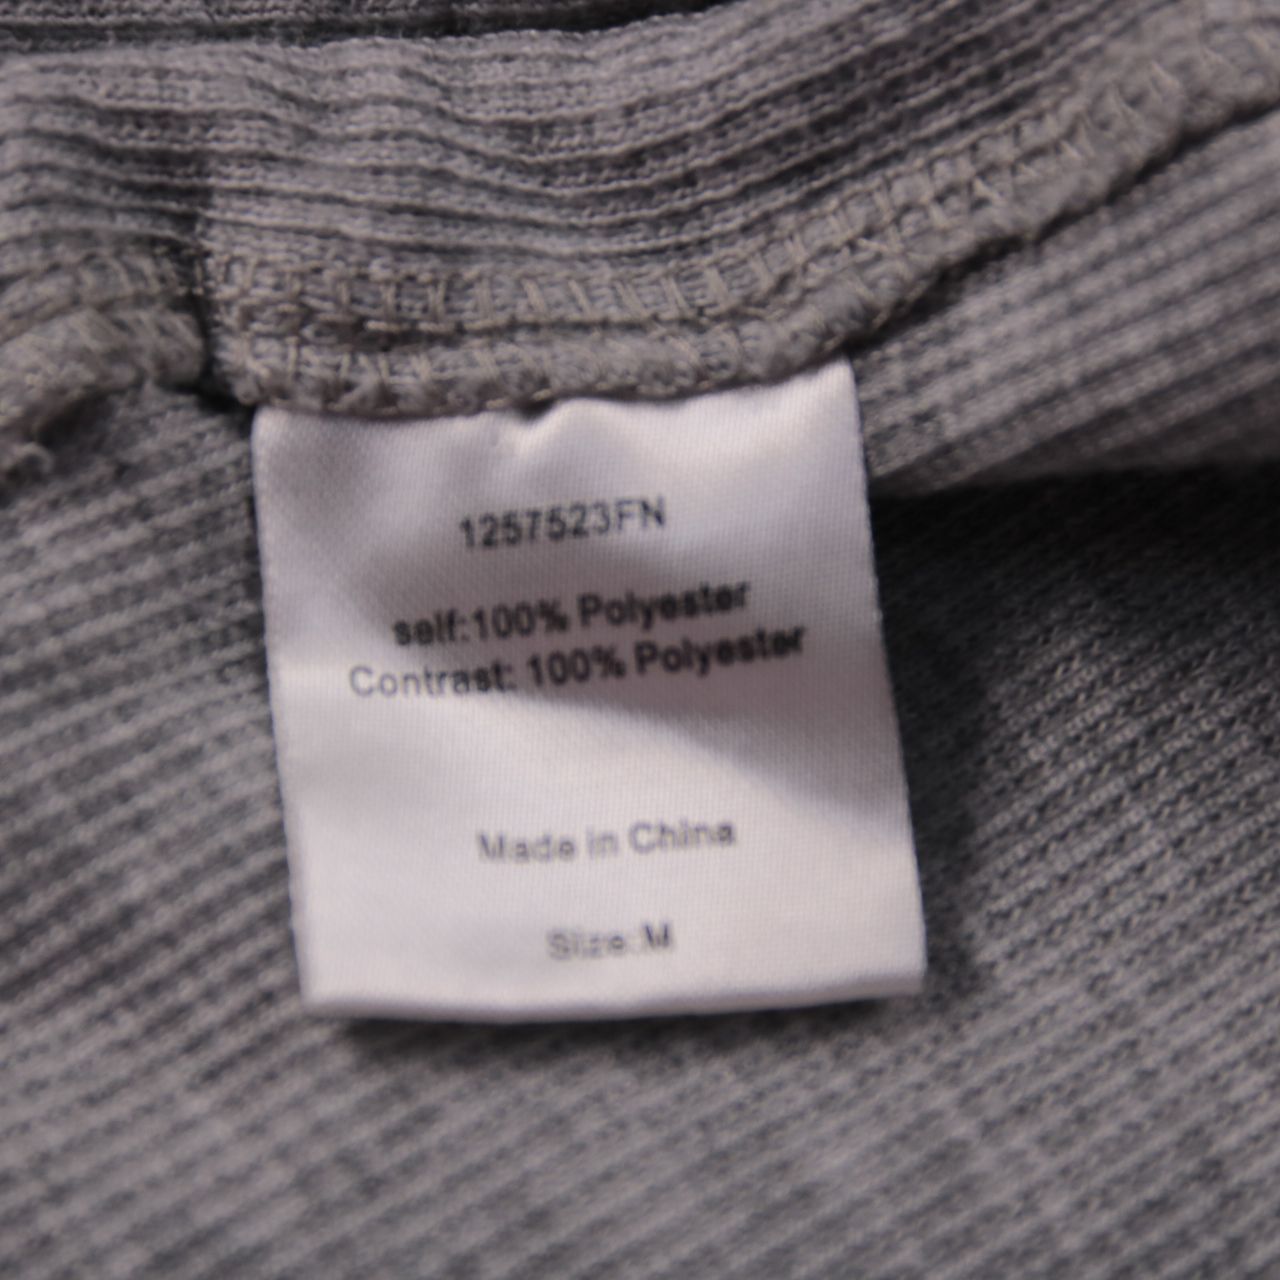 1257523FN
self:100% Polyester
Contrast: 100% Polyester
Made in China
Size:M